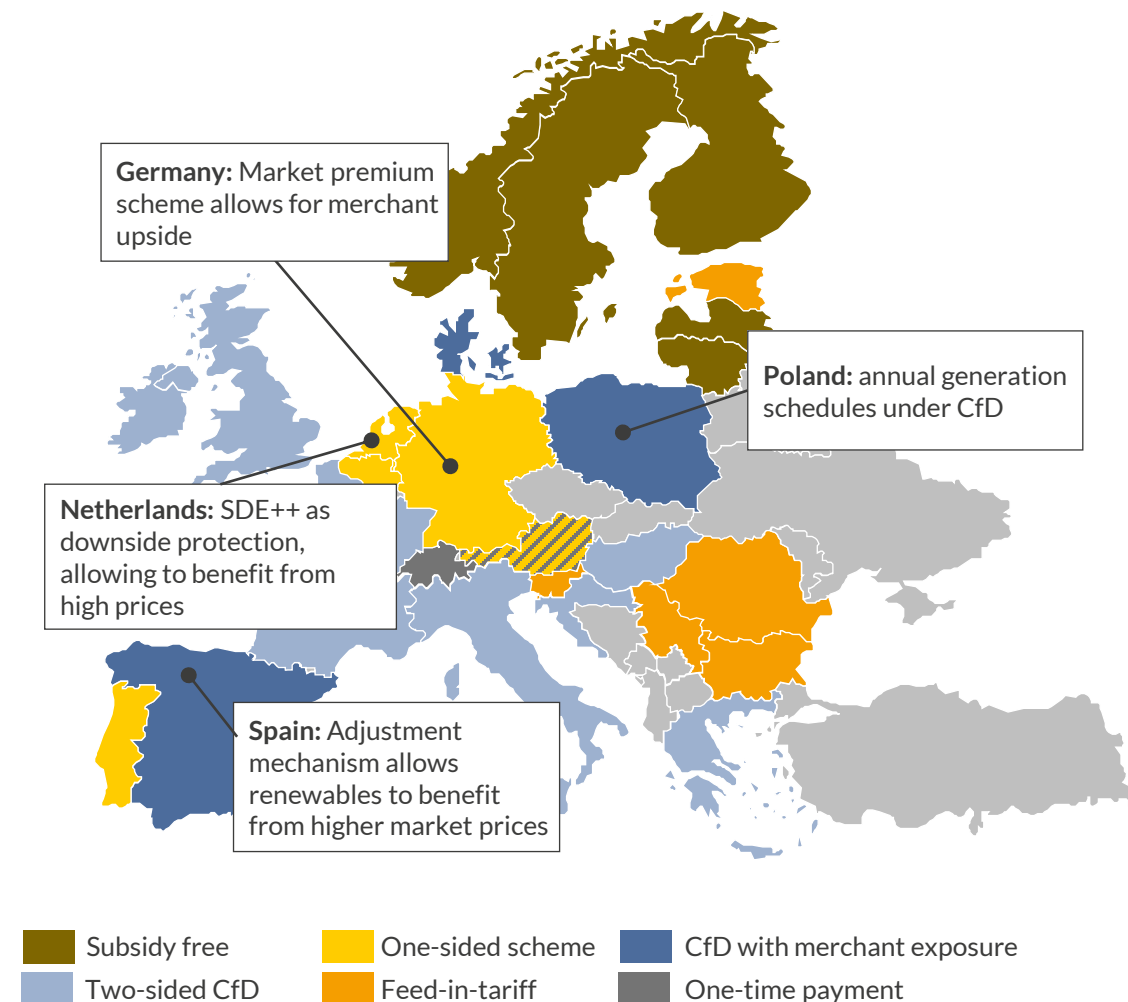 Germany: Market premium
scheme allows for merchant
upside
Poland: annual generation
schedules under CfD
Netherlands: SDE++ as
downside protection,
allowing to benefit from
high prices
Spain: Adjustment
mechanism allows
renewables to benefit
from higher market prices
Subsidy free
One-sided scheme
CfD with merchant exposure
Two-sided CfD
Feed-in-tariff
One-time payment